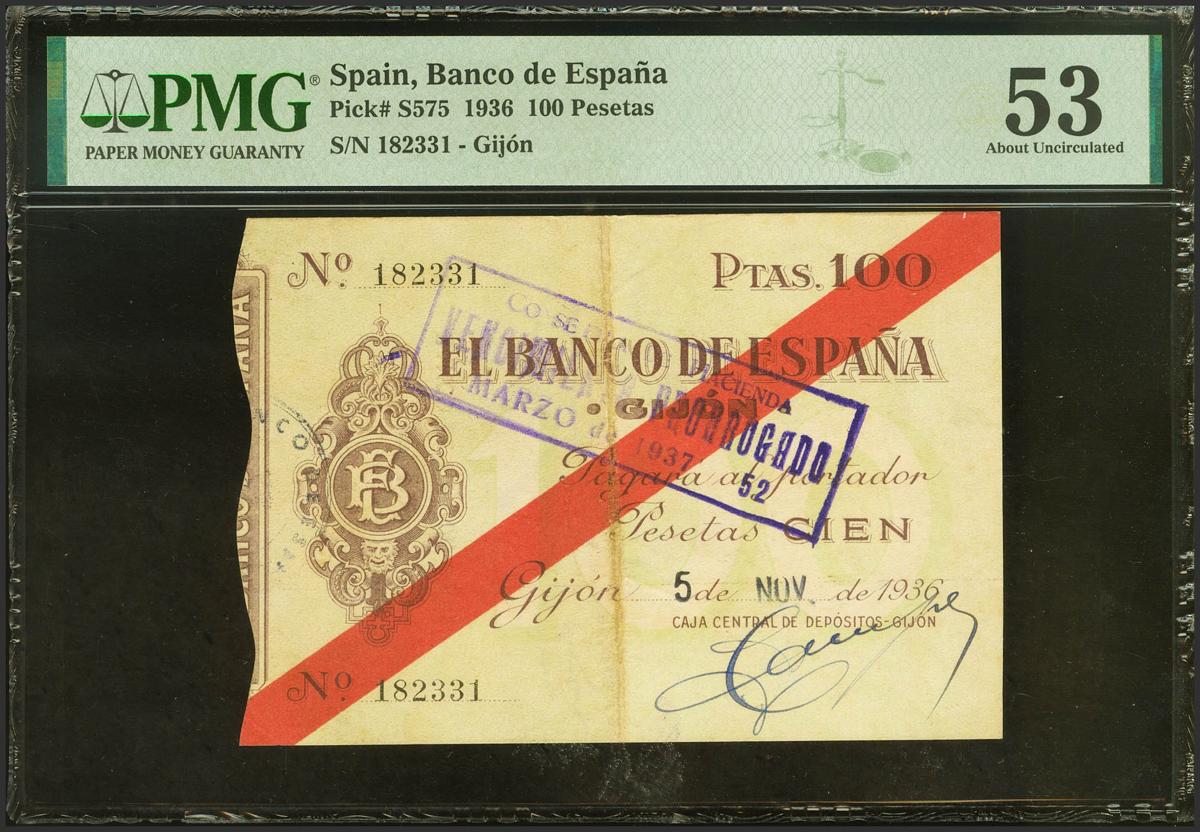 PMG®
PAPER MONEY GUARANTY
Spain, Banco de España
Pick# S575 1936 100 Pesetas
S/N 182331 - Gijón
53
About Uncirculated
Nº. 182331
PTAS. 100
EL BANCO DE ESPAÑA
• GIJÓN
HACIENDA
PRORROGADO
MARZO de 1937
52
Pagará al portador
Pesetas CIEN
Gijón 5 de NOV. de 1936
CAJA CENTRAL DE DEPÓSITOS-GIJÓN
Nº. 182331